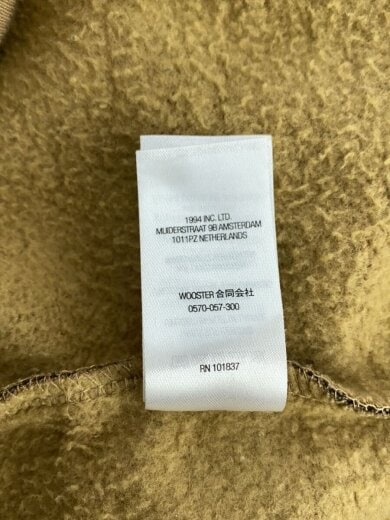 1994 INC. LTD.
MUIDERSTRAAT 9B AMSTERDAM
1011PZ NETHERLANDS
WOOSTER 合同会社
0570-057-300
RN 101837